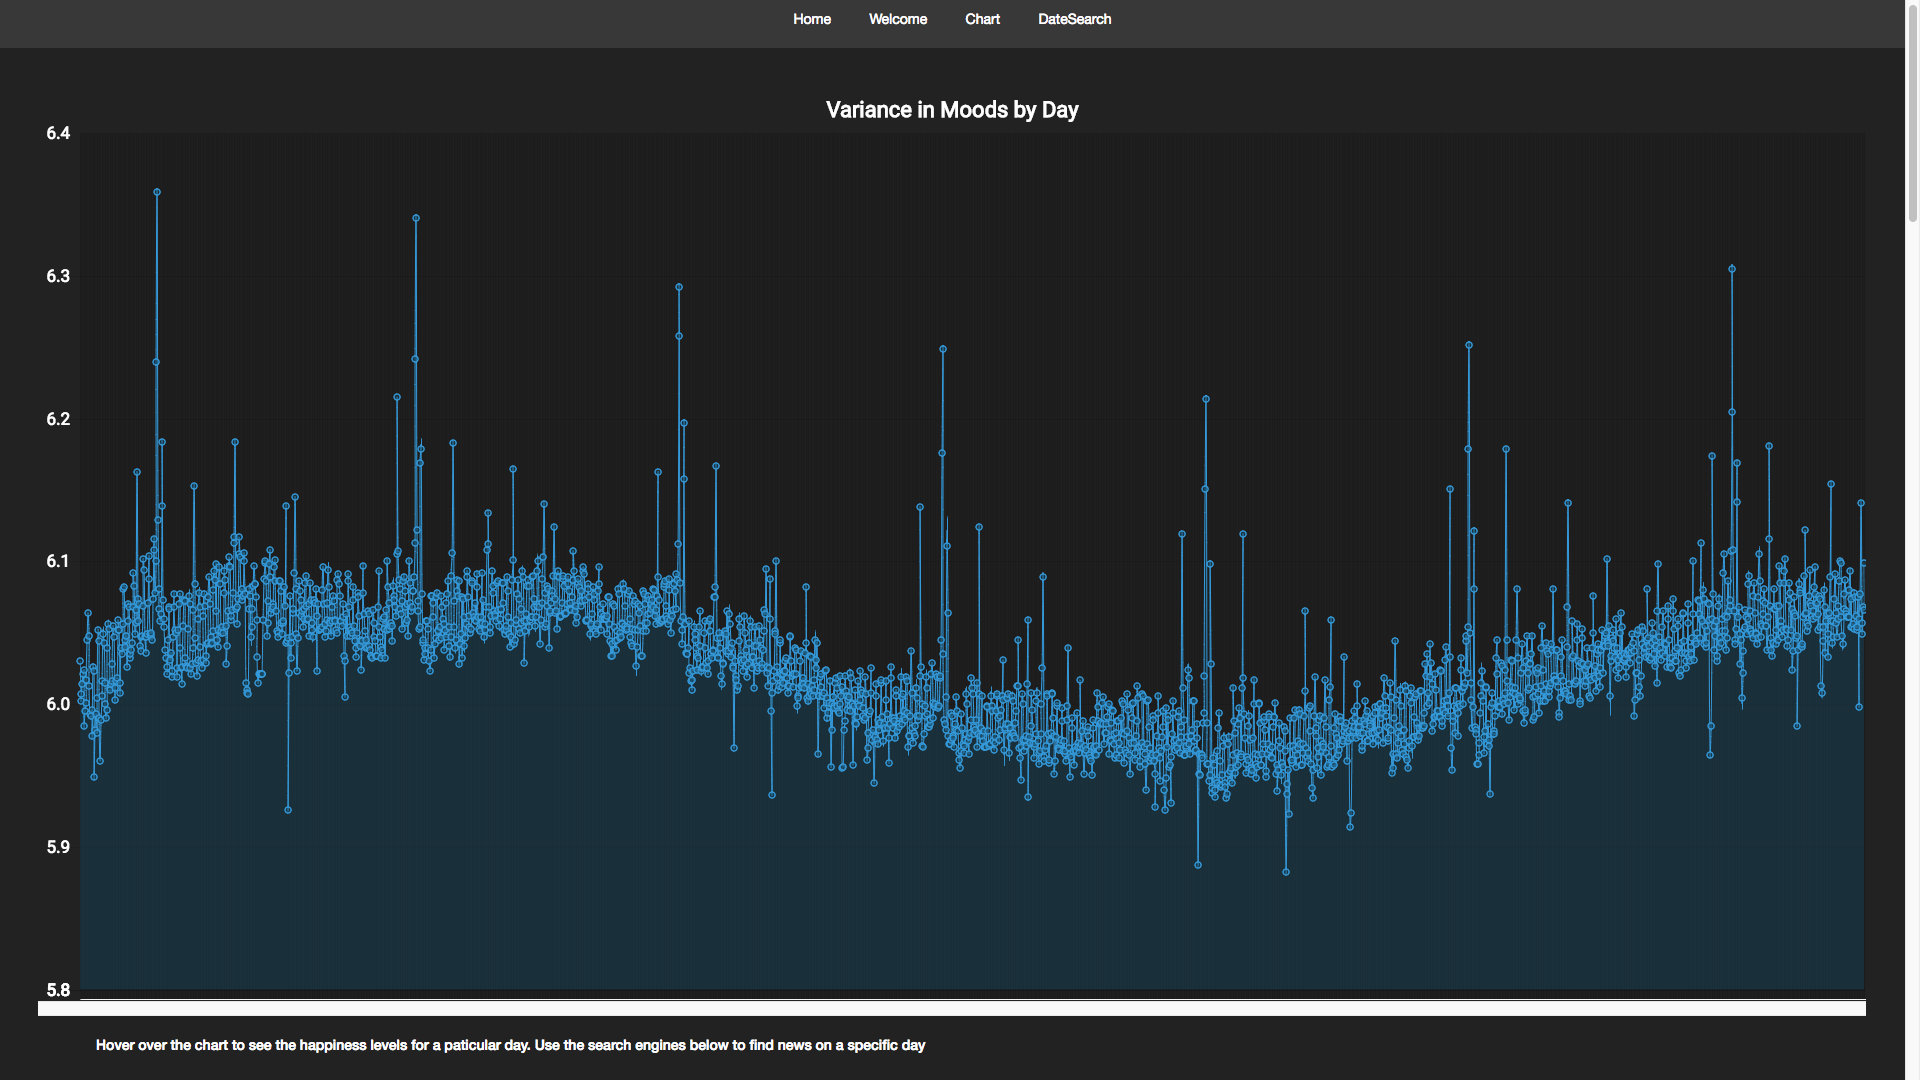 Home Welcome Chart DateSearch
Variance in Moods by Day
6.4
6.3
6.2
6.1
6.0
5.9
5.8
Hover over the chart to see the happiness levels for a paticular day. Use the search engines below to find news on a specific day